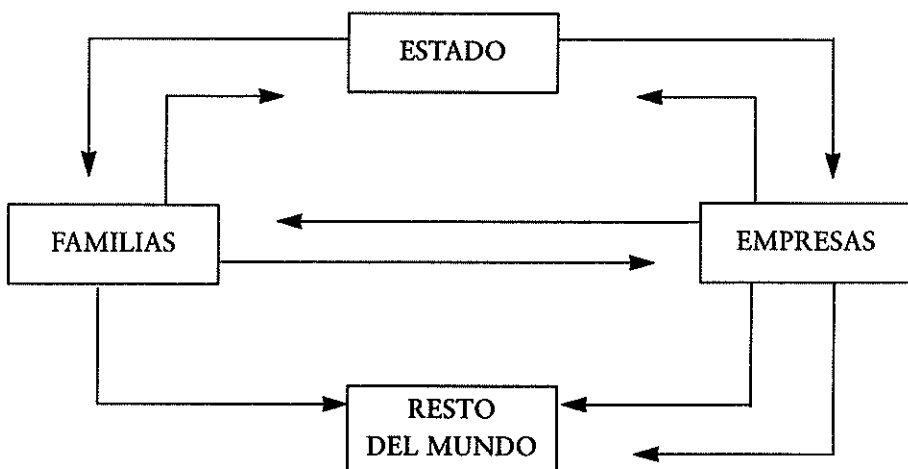 ESTADO
FAMILIAS
EMPRESAS
RESTO
DEL MUNDO